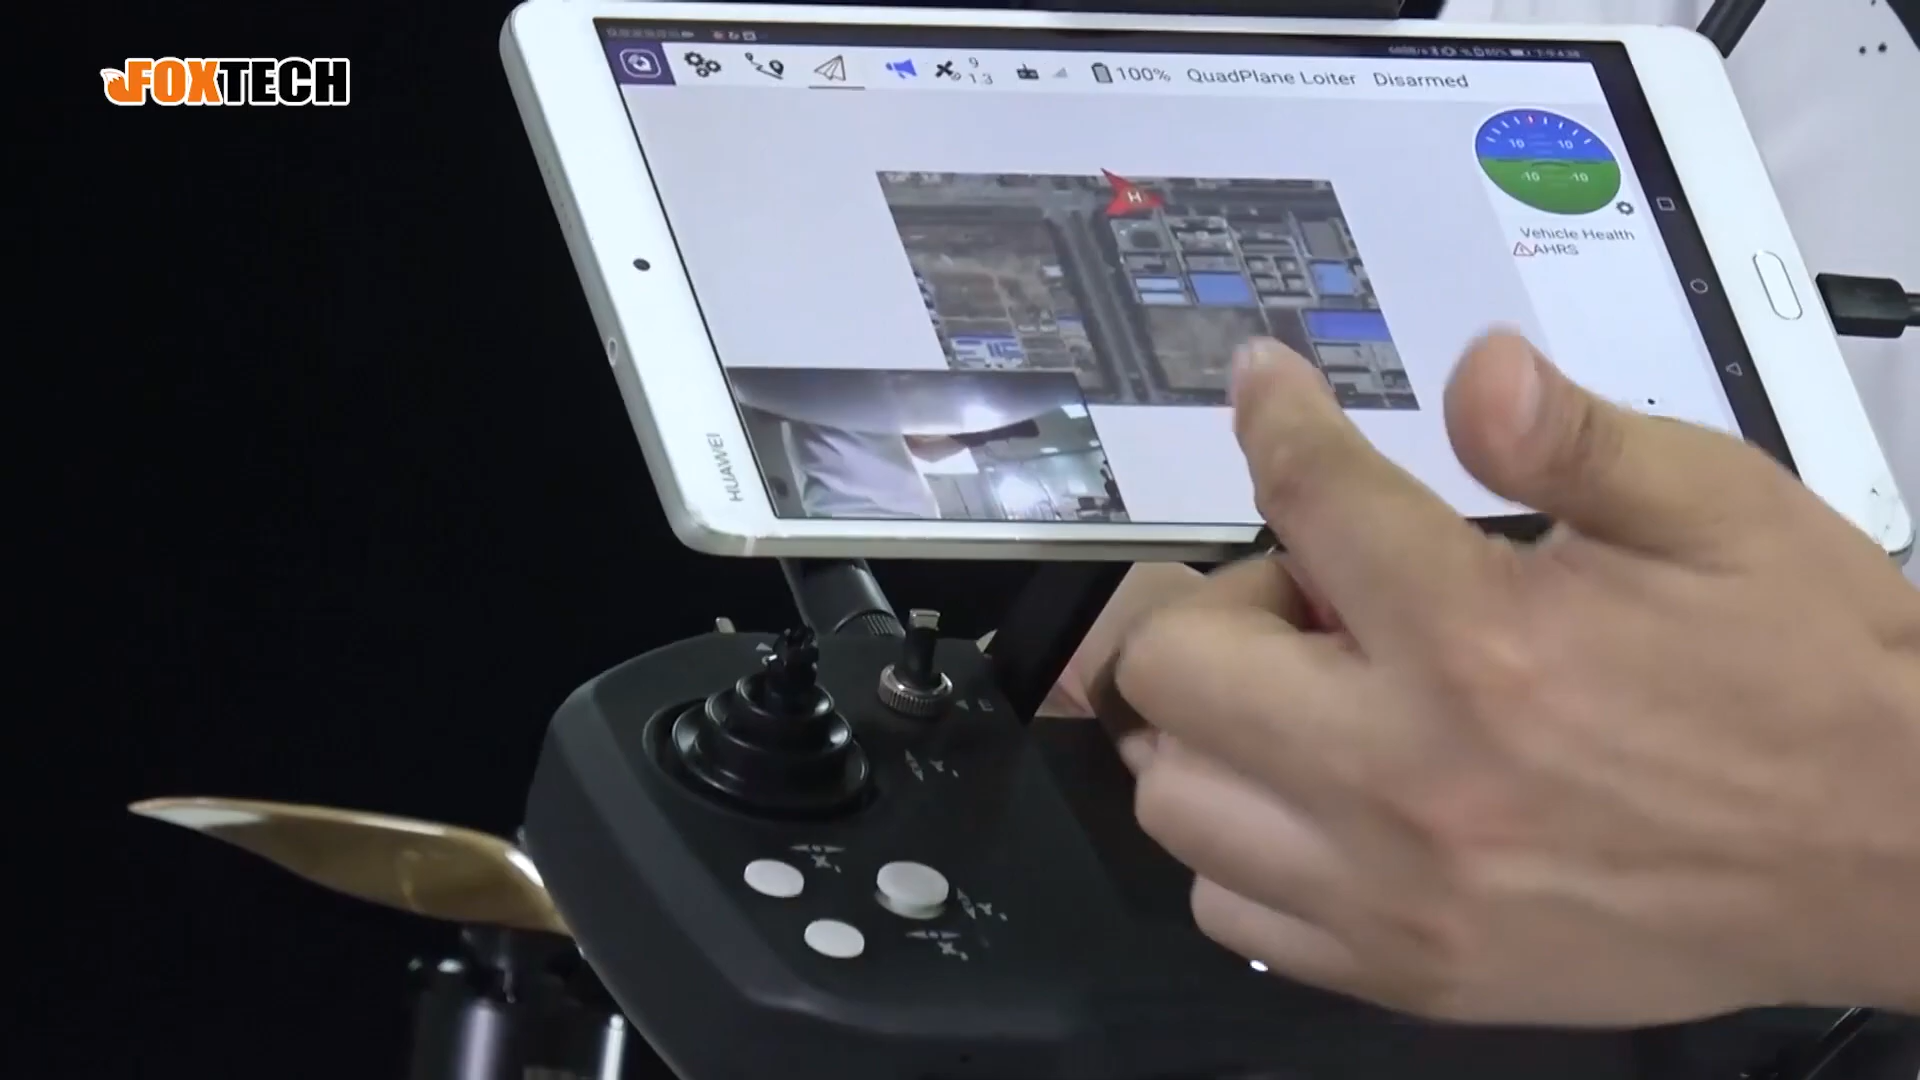 FOXTECH
9
1.3
100% QuadPlane Loiter Disarmed
10 10
-10 -10
Vehicle Health
AHRS
H
HUAWEI